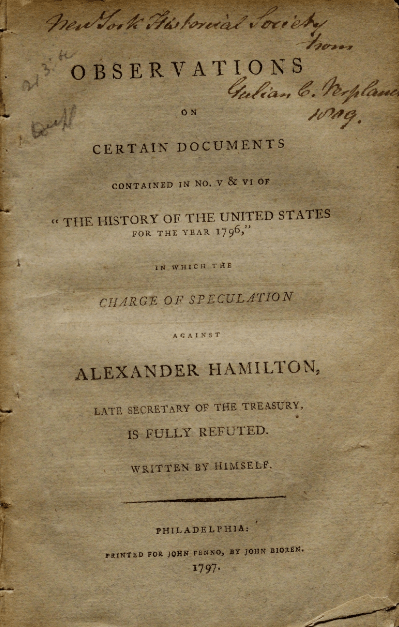 New York Historical Society
from
Gulian C. Verplanck
1809.
OBSERVATIONS
ON
CERTAIN DOCUMENTS
CONTAINED IN NO. V & VI OF
"THE HISTORY OF THE UNITED STATES
FOR THE YEAR 1796,"
IN WHICH THE
CHARGE OF SPECULATION
AGAINST
ALEXANDER HAMILTON,
LATE SECRETARY OF THE TREASURY,
IS FULLY REFUTED.
WRITTEN BY HIMSELF.
PHILADELPHIA:
PRINTED FOR JOHN FENNO, BY JOHN BIOREN.
1797.